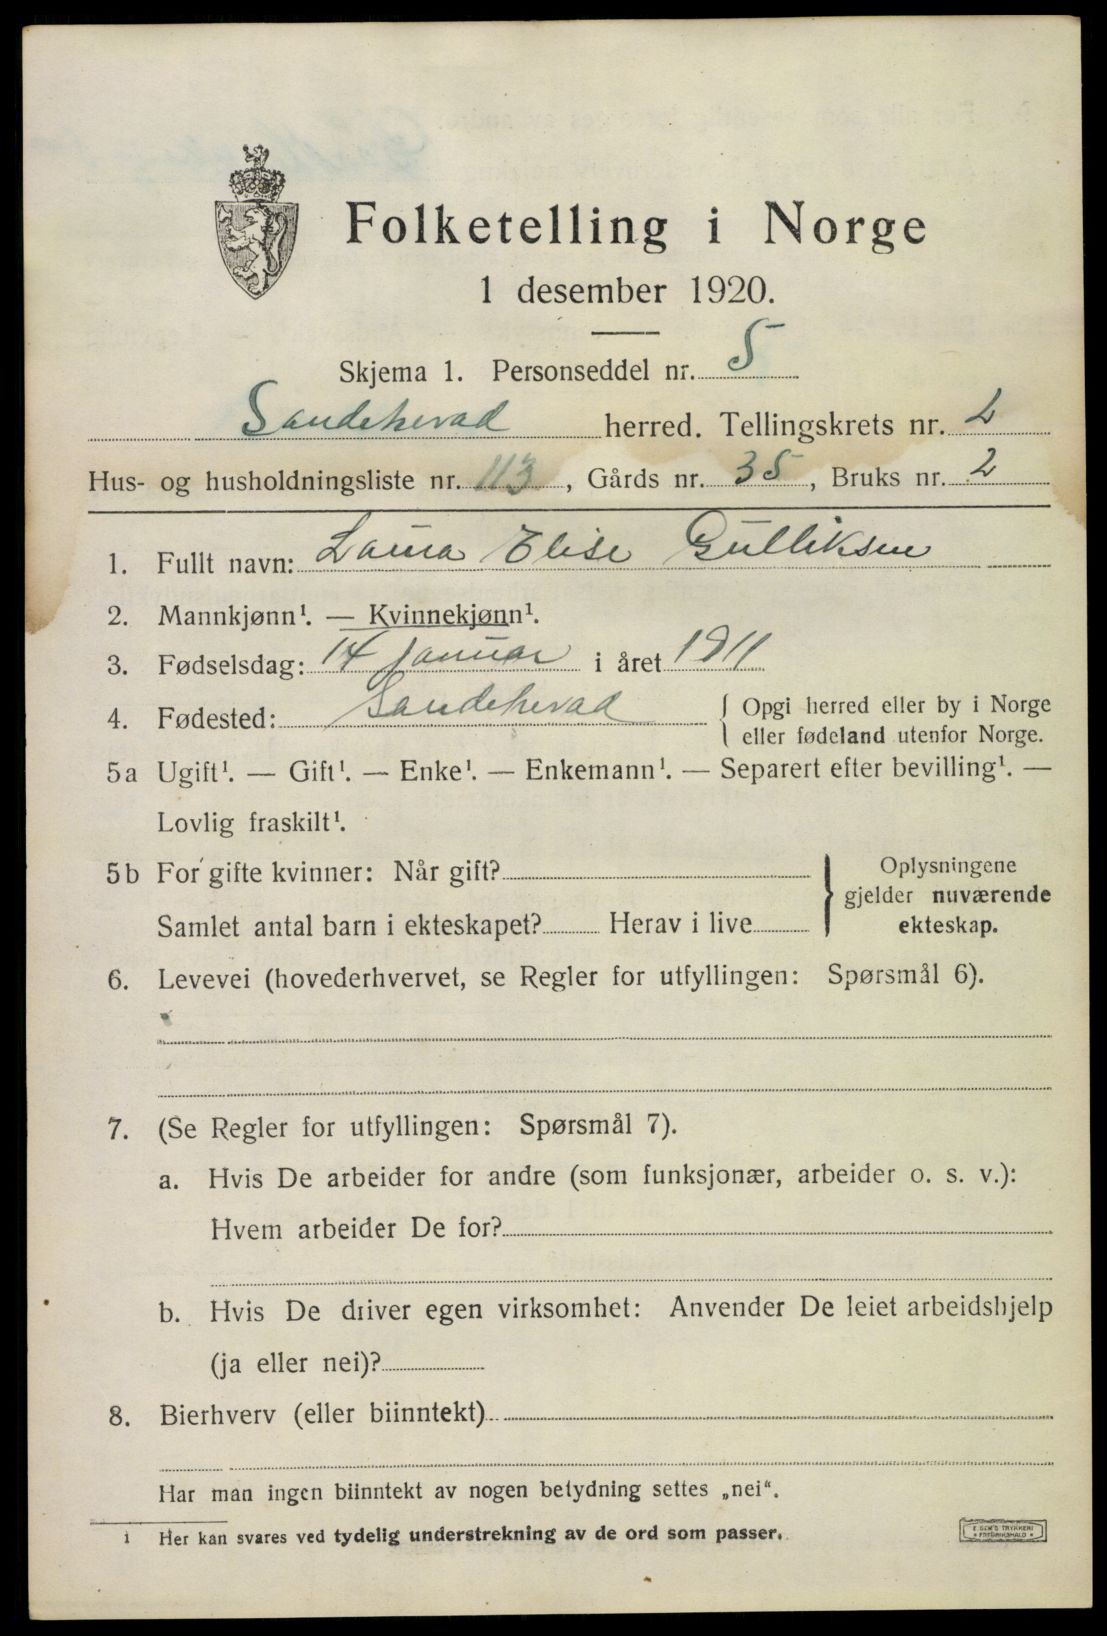 Folketelling i Norge
1 desember 1920.
Skjema 1. Personseddel nr. 5
Sandeherad herred. Tellingskrets nr. 2
Hus- og husholdningsliste nr. 113, Gårds nr. 35, Bruks nr. 2
1. Fullt navn: Laura Elise Gulliksen
2. Mannkjønn¹. — Kvinnekjønn¹.
3. Fødselsdag: 14 januar i året 1911
4. Fødested: Sandeherad { Opgi herred eller by i Norge
eller fødeland utenfor Norge.
5a Ugift¹. — Gift¹. — Enke¹. — Enkemann¹. — Separert efter bevilling¹. —
Lovlig fraskilt¹.
5b For gifte kvinner: Når gift? } Oplysningene
gjelder nuværende
Samlet antal barn i ekteskapet? Herav i live ekteskap.
6. Levevei (hovederhvervet, se Regler for utfyllingen: Spørsmål 6).
7. (Se Regler for utfyllingen: Spørsmål 7).
a. Hvis De arbeider for andre (som funksjonær, arbeider o. s. v.):
Hvem arbeider De for?
b. Hvis De driver egen virksomhet: Anvender De leiet arbeidshjelp
(ja eller nei)?
8. Bierhverv (eller biinntekt)
Har man ingen biinntekt av nogen betydning settes „nei“.
1 Her kan svares ved tydelig understrekning av de ord som passer.
E. SEM'S TRYKKERI
FREDRIKSHALD